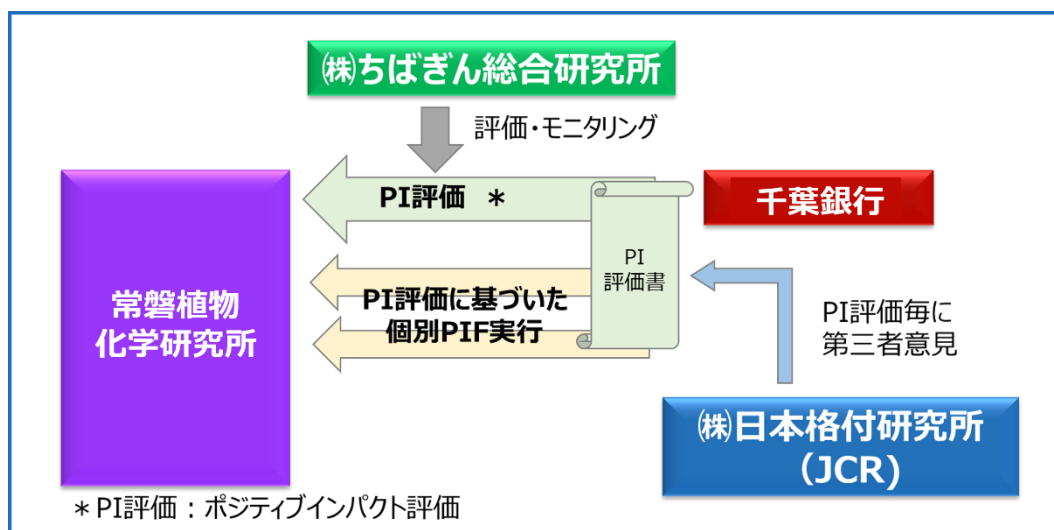 ㈱ちばぎん総合研究所
評価・モニタリング
PI評価 ＊
千葉銀行
PI
評価書
常磐植物
化学研究所
PI評価に基づいた
個別PIF実行
PI評価毎に
第三者意見
㈱日本格付研究所
(JCR)
＊PI評価：ポジティブインパクト評価